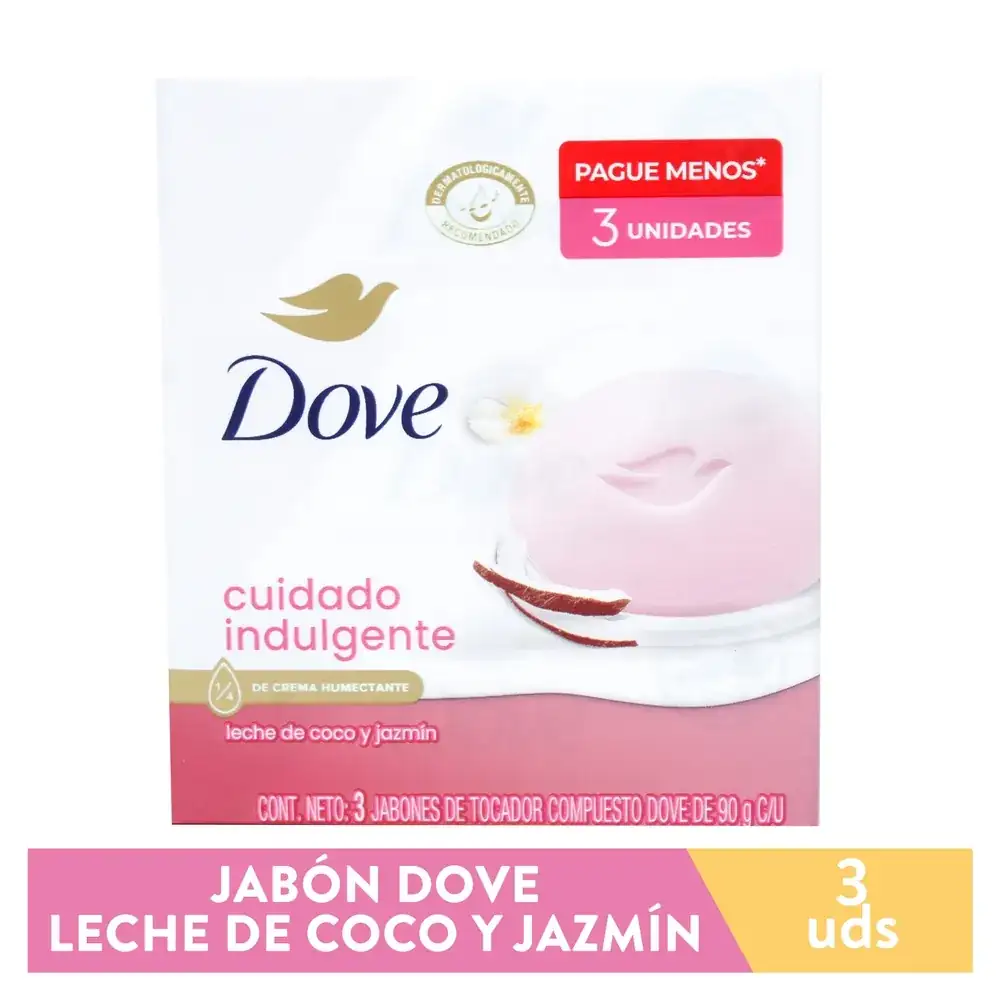 DERMATOLOGICAMENTE
RECOMENDADO
PAGUE MENOS*
3 UNIDADES
Dove
cuidado
indulgente
1/4 DE CREMA HUMECTANTE
leche de coco y jazmín
CONT. NETO: 3 JABONES DE TOCADOR COMPUESTO DOVE DE 90 g C/U
JABÓN DOVE
LECHE DE COCO Y JAZMÍN
3
uds